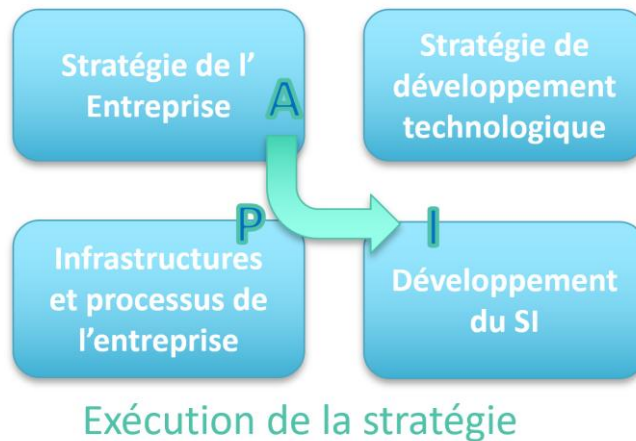 Stratégie de l'
Entreprise
A
Stratégie de
développement
technologique
P
Infrastructures
et processus de
l'entreprise
I
Développement
du SI
Exécution de la stratégie